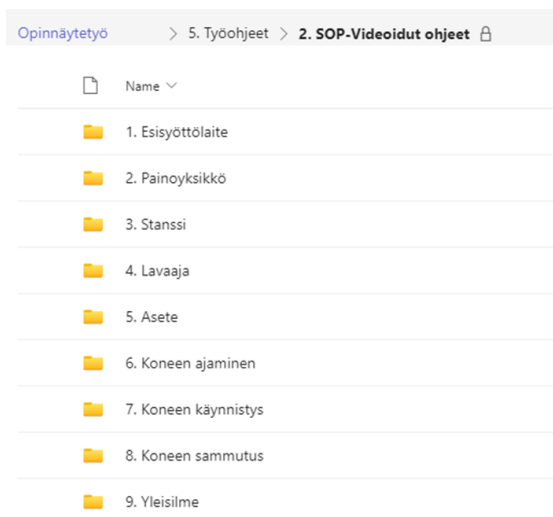 Opinnäytetyö > 5. Työohjeet > 2. SOP-Videoidut ohjeet
Name
1. Esisyöttölaite
2. Painoyksikkö
3. Stanssi
4. Lavaaja
5. Asete
6. Koneen ajaminen
7. Koneen käynnistys
8. Koneen sammutus
9. Yleisilme